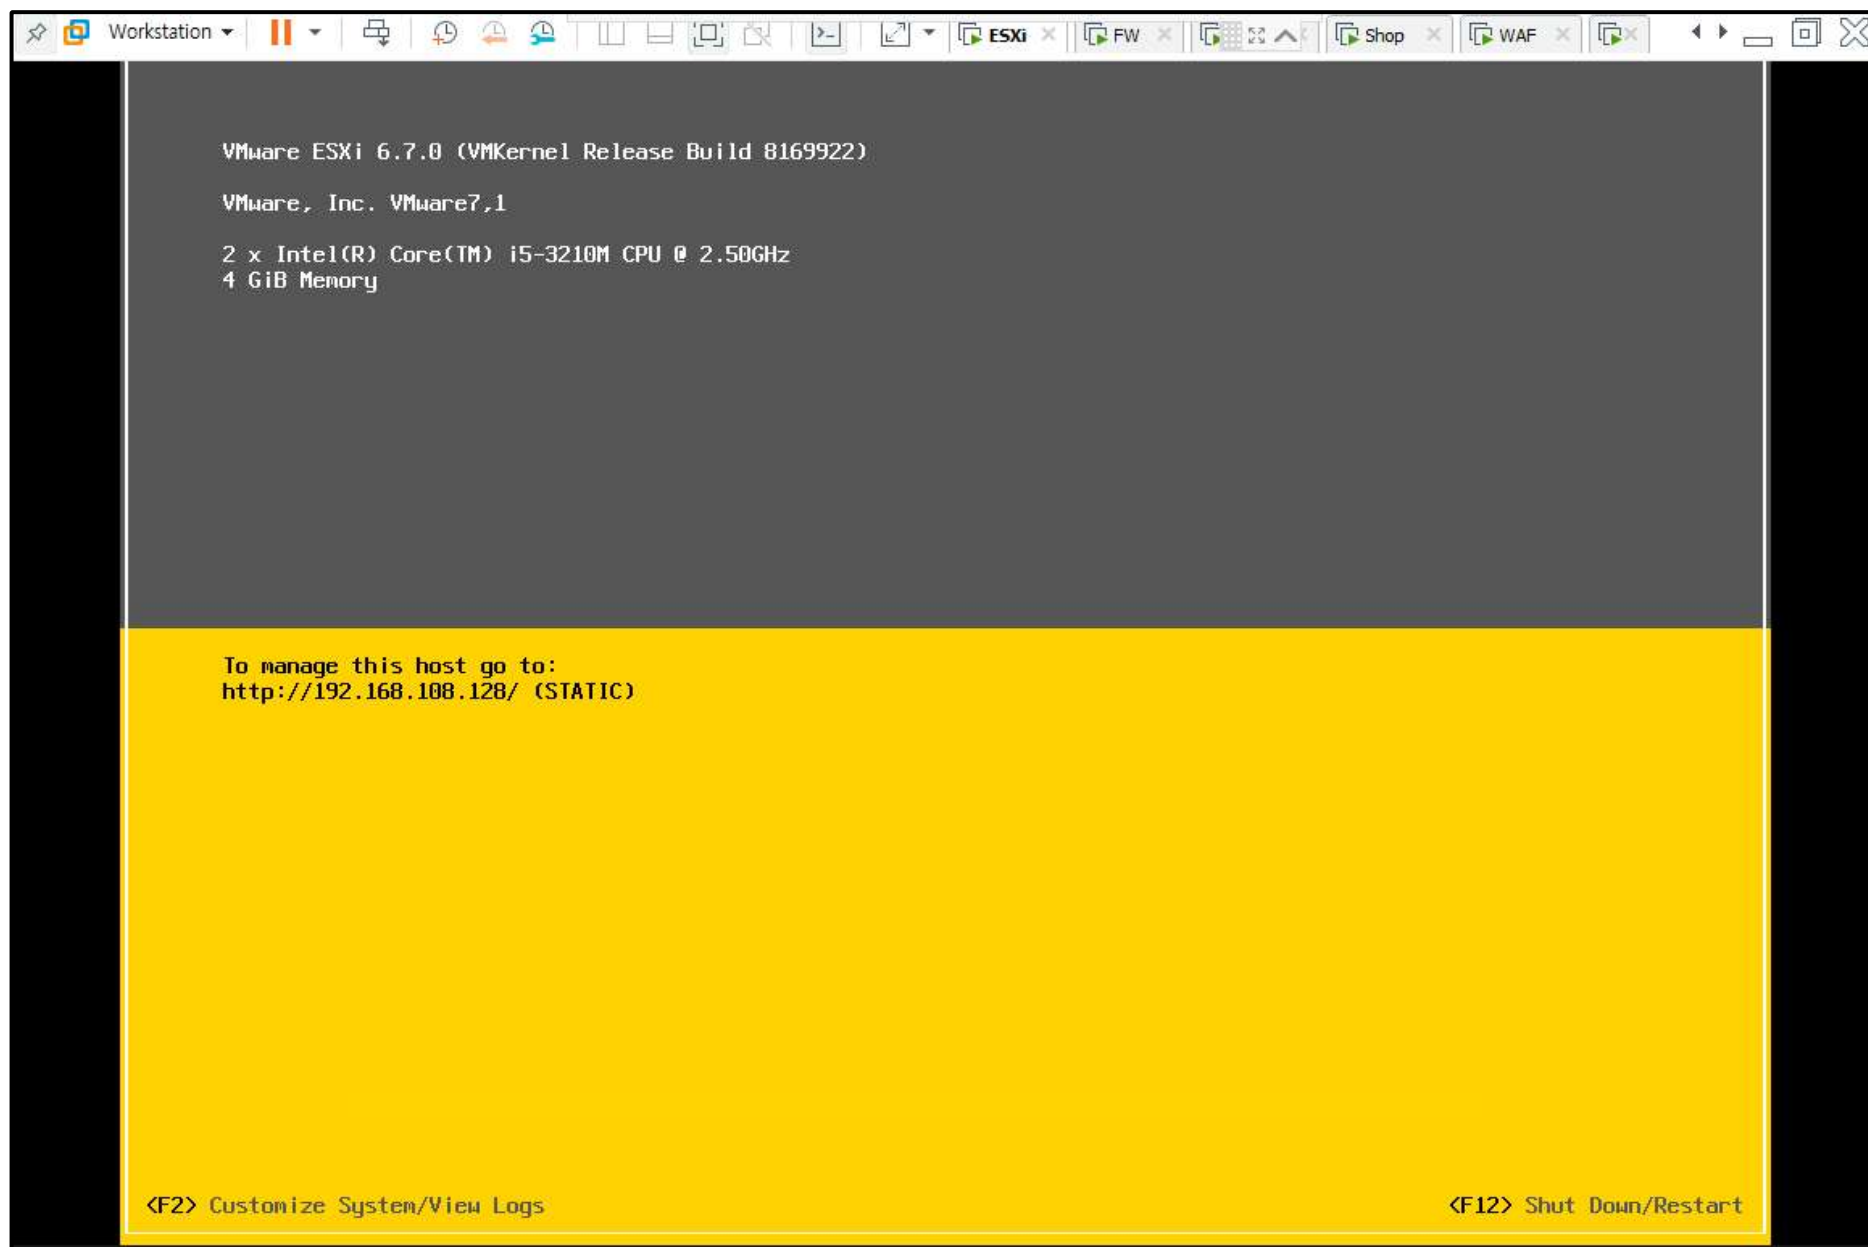 Workstation
ESXi
FW
Shop
WAF
VMware ESXi 6.7.0 (VMKernel Release Build 8169922)
VMware, Inc. VMware7,1
2 x Intel(R) Core(TM) i5-3210M CPU @ 2.50GHz
4 GiB Memory
To manage this host go to:
http://192.168.108.128/ (STATIC)
<F2> Customize System/View Logs
<F12> Shut Down/Restart